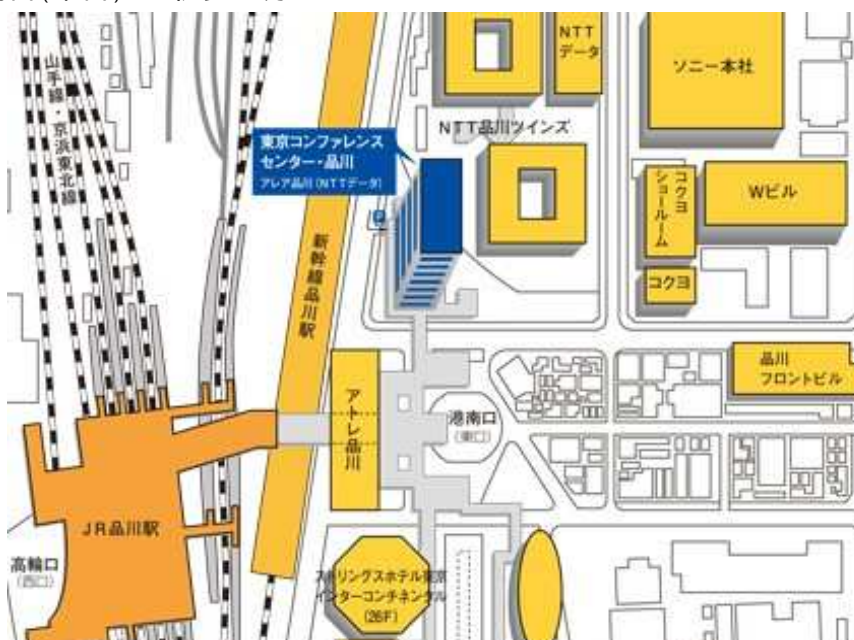 NTT
データ
ソニー本社
山手線・京浜東北線
NTT品川ツインズ
東京コンファレンス
センター・品川
アレア品川(NTTデータ)
コクヨ
ショールーム
Wビル
コクヨ
新幹線品川駅
品川
フロントビル
アトレ品川
港南口
(東口)
JR品川駅
高輪口
(西口)
ストリングスホテル東京
インターコンチネンタル
(26F)